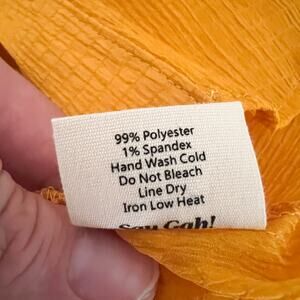 99% Polyester
1% Spandex
Hand Wash Cold
Do Not Bleach
Line Dry
Iron Low Heat